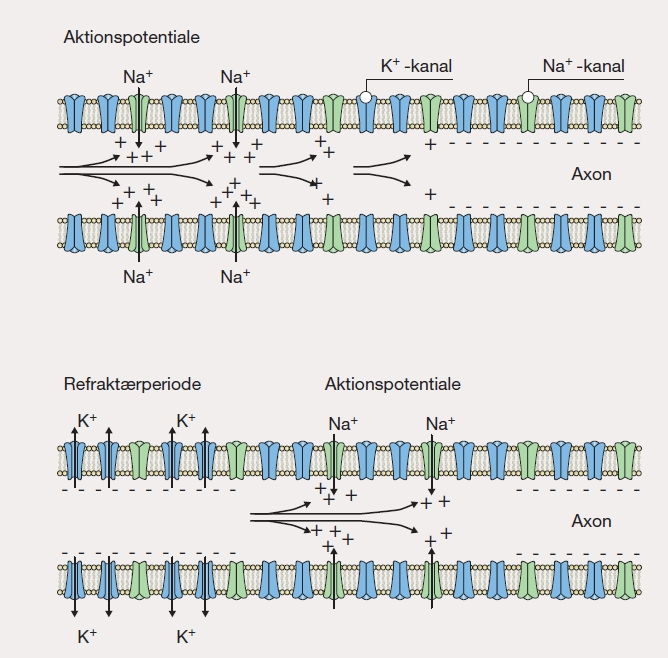 Aktionspotentiale
K⁺ -kanal
Na⁺ -kanal
Na⁺
Na⁺
Axon
Na⁺
Na⁺
Refraktærperiode
Aktionspotentiale
K⁺
K⁺
Na⁺
Na⁺
Axon
K⁺
K⁺